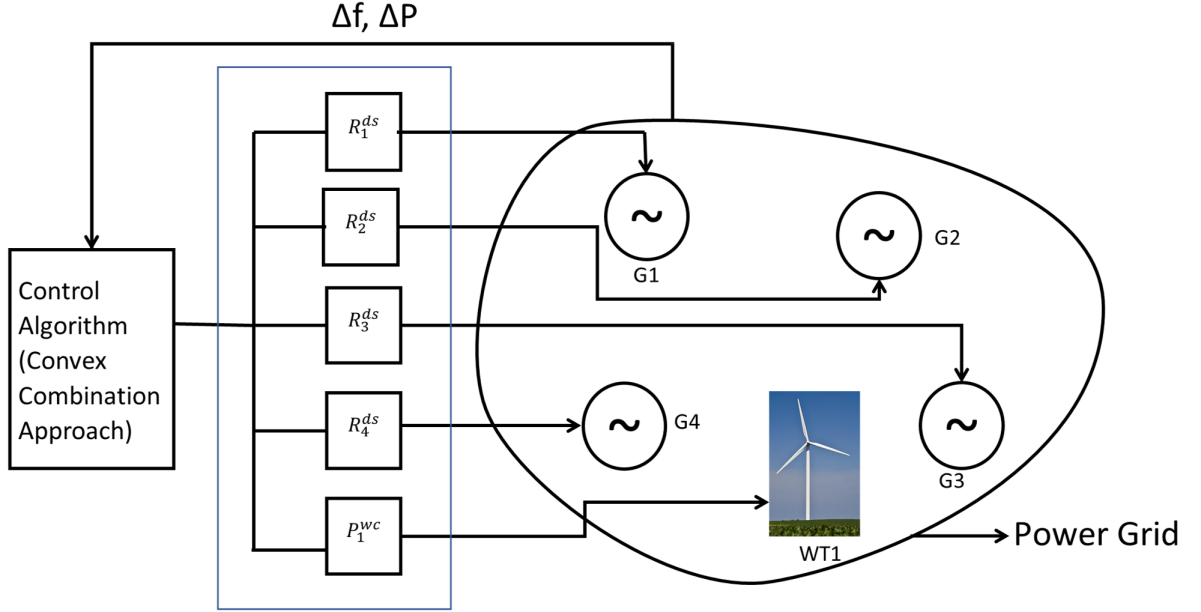 Δf, ΔP
R_1^{ds}
R_2^{ds}
G1
G2
Control
Algorithm
(Convex
Combination
Approach)
R_3^{ds}
R_4^{ds}
G4
G3
P_1^{wc}
WT1
Power Grid